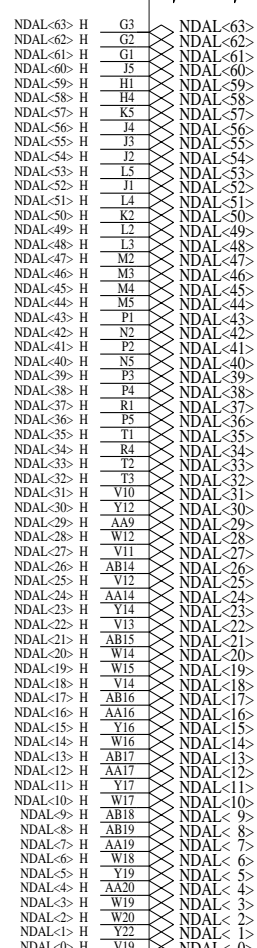 NDAL<63> H G3 NDAL<63>
NDAL<62> H G2 NDAL<62>
NDAL<61> H G1 NDAL<61>
NDAL<60> H J5 NDAL<60>
NDAL<59> H H1 NDAL<59>
NDAL<58> H H4 NDAL<58>
NDAL<57> H K5 NDAL<57>
NDAL<56> H J4 NDAL<56>
NDAL<55> H J3 NDAL<55>
NDAL<54> H J2 NDAL<54>
NDAL<53> H L5 NDAL<53>
NDAL<52> H J1 NDAL<52>
NDAL<51> H L4 NDAL<51>
NDAL<50> H K2 NDAL<50>
NDAL<49> H L2 NDAL<49>
NDAL<48> H L3 NDAL<48>
NDAL<47> H M2 NDAL<47>
NDAL<46> H M3 NDAL<46>
NDAL<45> H M4 NDAL<45>
NDAL<44> H M5 NDAL<44>
NDAL<43> H P1 NDAL<43>
NDAL<42> H N2 NDAL<42>
NDAL<41> H P2 NDAL<41>
NDAL<40> H N5 NDAL<40>
NDAL<39> H P3 NDAL<39>
NDAL<38> H P4 NDAL<38>
NDAL<37> H R1 NDAL<37>
NDAL<36> H P5 NDAL<36>
NDAL<35> H T1 NDAL<35>
NDAL<34> H R4 NDAL<34>
NDAL<33> H T2 NDAL<33>
NDAL<32> H T3 NDAL<32>
NDAL<31> H V10 NDAL<31>
NDAL<30> H Y12 NDAL<30>
NDAL<29> H AA9 NDAL<29>
NDAL<28> H W12 NDAL<28>
NDAL<27> H V11 NDAL<27>
NDAL<26> H AB14 NDAL<26>
NDAL<25> H V12 NDAL<25>
NDAL<24> H AA14 NDAL<24>
NDAL<23> H Y14 NDAL<23>
NDAL<22> H V13 NDAL<22>
NDAL<21> H AB15 NDAL<21>
NDAL<20> H W14 NDAL<20>
NDAL<19> H W15 NDAL<19>
NDAL<18> H V14 NDAL<18>
NDAL<17> H AB16 NDAL<17>
NDAL<16> H AA16 NDAL<16>
NDAL<15> H Y16 NDAL<15>
NDAL<14> H W16 NDAL<14>
NDAL<13> H AB17 NDAL<13>
NDAL<12> H AA17 NDAL<12>
NDAL<11> H Y17 NDAL<11>
NDAL<10> H W17 NDAL<10>
NDAL<9> H AB18 NDAL< 9>
NDAL<8> H AB19 NDAL< 8>
NDAL<7> H AA19 NDAL< 7>
NDAL<6> H W18 NDAL< 6>
NDAL<5> H Y19 NDAL< 5>
NDAL<4> H AA20 NDAL< 4>
NDAL<3> H W19 NDAL< 3>
NDAL<2> H W20 NDAL< 2>
NDAL<1> H Y22 NDAL< 1>
NDAL<0> H V19 NDAL< 0>